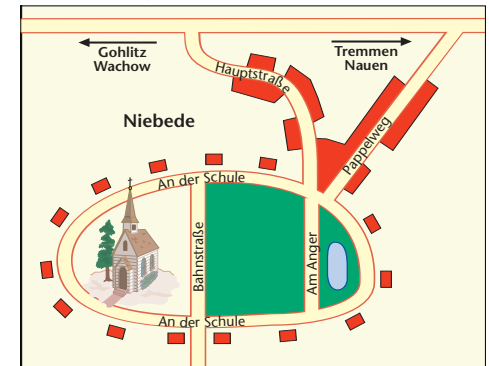 Gohlitz
Wachow
Tremmen
Nauen
Hauptstraße
Niebede
Pappelweg
An der Schule
Bahnstraße
Am Anger
An der Schule